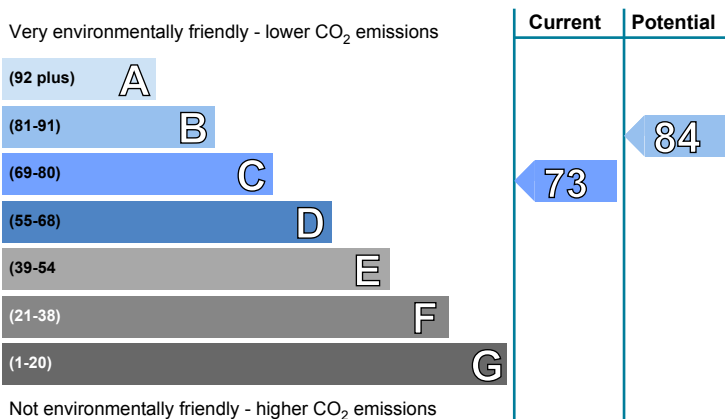 Very environmentally friendly - lower CO₂ emissions
Current
Potential
(92 plus) A
(81-91) B
84
(69-80) C
73
(55-68) D
(39-54 E
(21-38) F
(1-20) G
Not environmentally friendly - higher CO₂ emissions